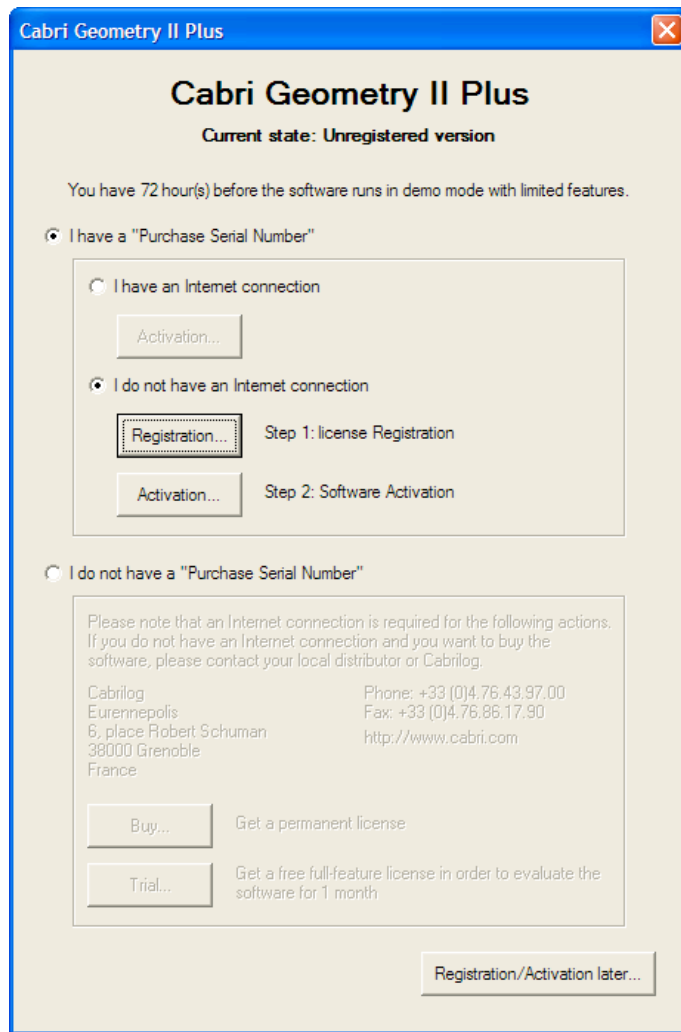 Cabri Geometry II Plus
Cabri Geometry II Plus
Current state: Unregistered version
You have 72 hour(s) before the software runs in demo mode with limited features.
I have a "Purchase Serial Number"
I have an Internet connection
Activation...
I do not have an Internet connection
Registration... Step 1: license Registration
Activation... Step 2: Software Activation
I do not have a "Purchase Serial Number"
Please note that an Internet connection is required for the following actions.
If you do not have an Internet connection and you want to buy the
software, please contact your local distributor or Cabrilog.
Cabrilog
Eurennepolis
6, place Robert Schuman
38000 Grenoble
France
Phone: +33 (0)4.76.43.97.00
Fax: +33 (0)4.76.86.17.90
http://www.cabri.com
Buy... Get a permanent license
Trial... Get a free full-feature license in order to evaluate the
software for 1 month
Registration/Activation later...